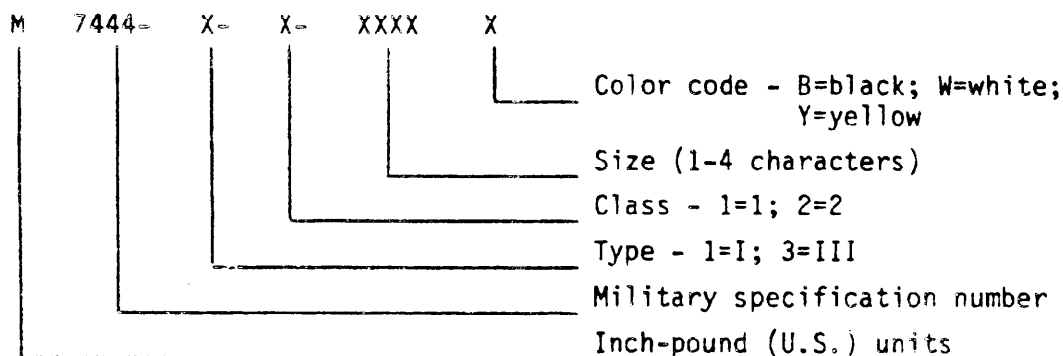 M 7444- X- X- XXXX X
Color code - B=black; W=white;
Y=yellow
Size (1-4 characters)
Class - 1=1; 2=2
Type - 1=I; 3=III
Military specification number
Inch-pound (U.S.) units